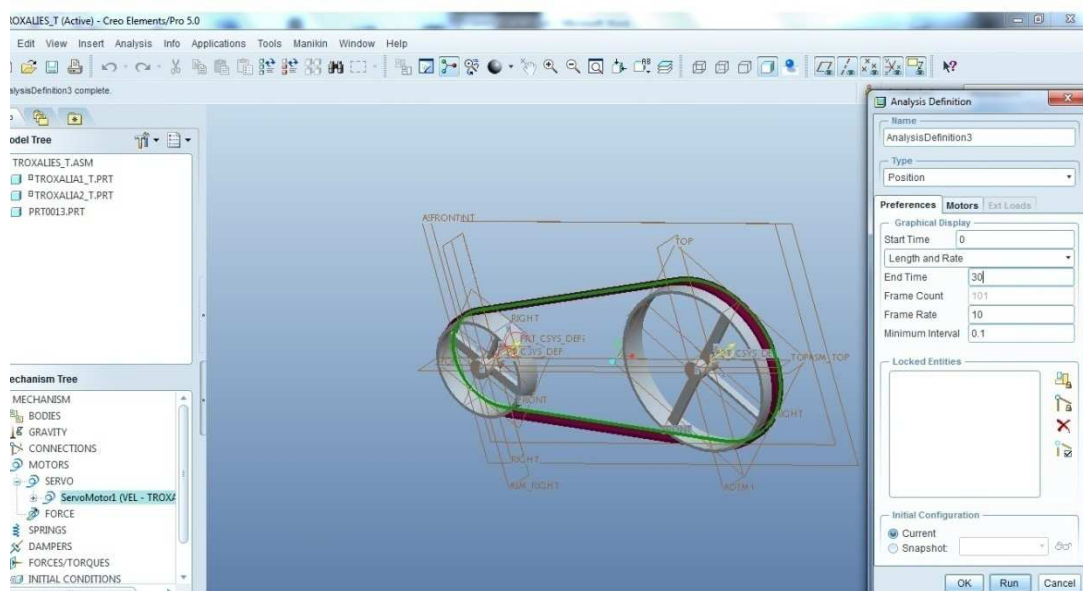 ROXALIES_T (Active) - Creo Elements/Pro 5.0
Edit View Insert Analysis Info Applications Tools Manikin Window Help
alysisDefinition3 complete.
odel Tree
TROXALIES_T.ASM
TROXALIA1_T.PRT
TROXALIA2_T.PRT
PRT0013.PRT
echanism Tree
MECHANISM
BODIES
GRAVITY
CONNECTIONS
MOTORS
SERVO
ServoMotor1 (VEL - TROXA
FORCE
SPRINGS
DAMPERS
FORCES/TORQUES
INITIAL CONDITIONS
TOP
RIGHT
PRT_CSYS_DEF
CSYS_DEF
TOPASM_TOP
FRONT
RIGHT
ASM_RIGHT
ADTM1
Analysis Definition
Name
AnalysisDefinition3
Type
Position
Preferences Motors Ext Loads
Graphical Display
Start Time 0
Length and Rate
End Time 30
Frame Count 101
Frame Rate 10
Minimum Interval 0.1
Locked Entities
Initial Configuration
Current
Snapshot:
OK Run Cancel